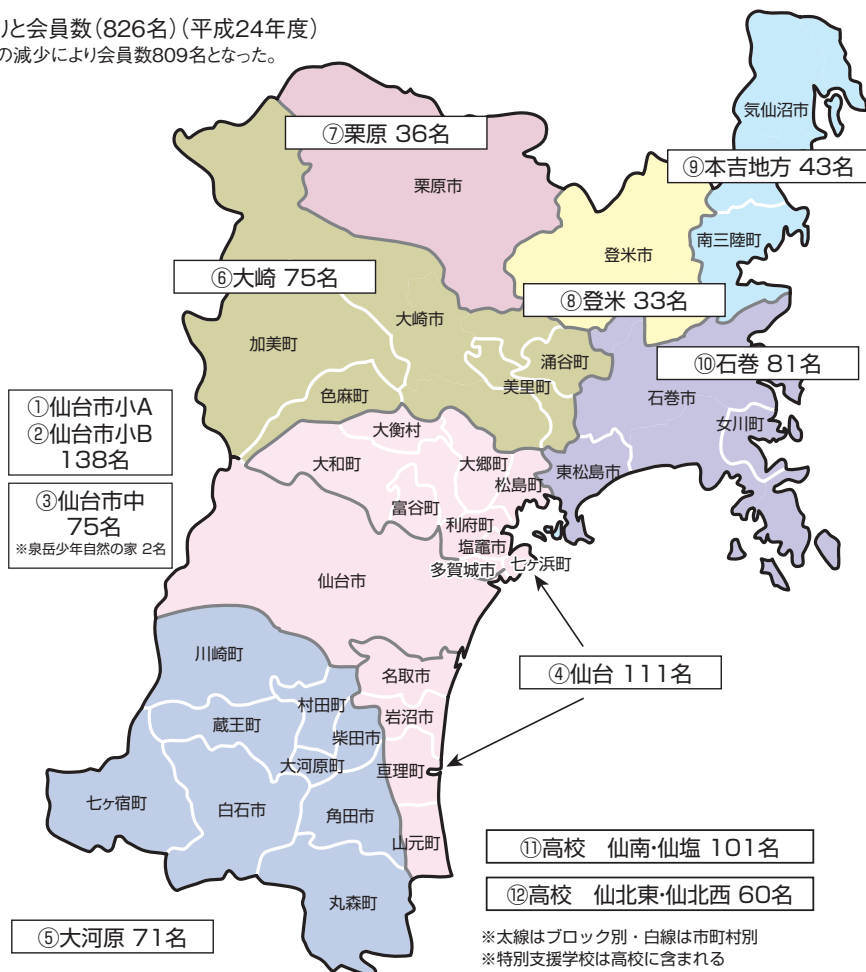 リと会員数(826名)(平成24年度)
の減少により会員数809名となった。
気仙沼市
⑦栗原 36名
⑨本吉地方 43名
栗原市
南三陸町
登米市
⑥大崎 75名
⑧登米 33名
大崎市
加美町
涌谷町
⑩石巻 81名
美里町
色麻町
石巻市
①仙台市小A
②仙台市小B
138名
女川町
大衡村
大和町
大郷町
東松島市
松島町
③仙台市中
75名
※泉岳少年自然の家 2名
富谷町
利府町
塩竈市
多賀城市
七ヶ浜町
仙台市
川崎町
④仙台 111名
名取市
村田町
岩沼市
蔵王町
柴田市
大河原町
亘理町
七ヶ宿町
白石市
角田市
山元町
⑪高校 仙南・仙塩 101名
⑫高校 仙北東・仙北西 60名
丸森町
⑤大河原 71名
※太線はブロック別・白線は市町村別
※特別支援学校は高校に含まれる